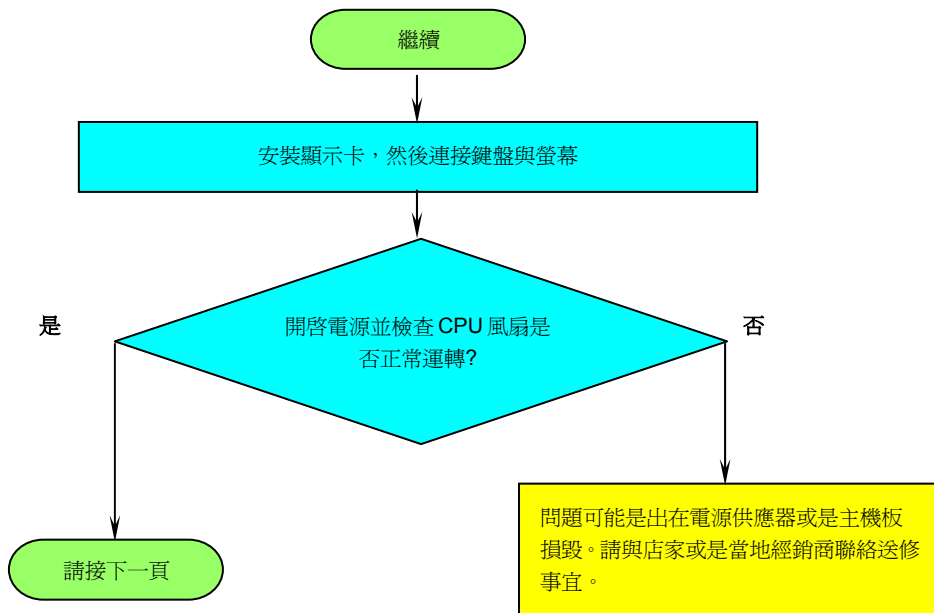 繼續
安裝顯示卡，然後連接鍵盤與螢幕
是
開啓電源並檢查 CPU 風扇是
否正常運轉?
否
問題可能是出在電源供應器或是主機板
損毀。請與店家或是當地經銷商聯絡送修
事宜。
請接下一頁